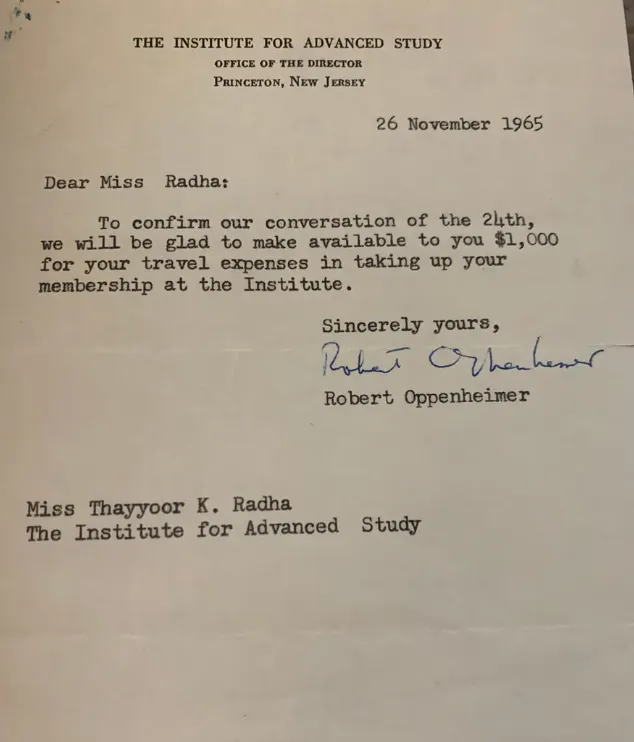 THE INSTITUTE FOR ADVANCED STUDY
OFFICE OF THE DIRECTOR
PRINCETON, NEW JERSEY
26 November 1965
Dear Miss Radha:
To confirm our conversation of the 24th,
we will be glad to make available to you $1,000
for your travel expenses in taking up your
membership at the Institute.
Sincerely yours,
Robert Oppenheimer
Robert Oppenheimer
Miss Thayyoor K. Radha
The Institute for Advanced Study